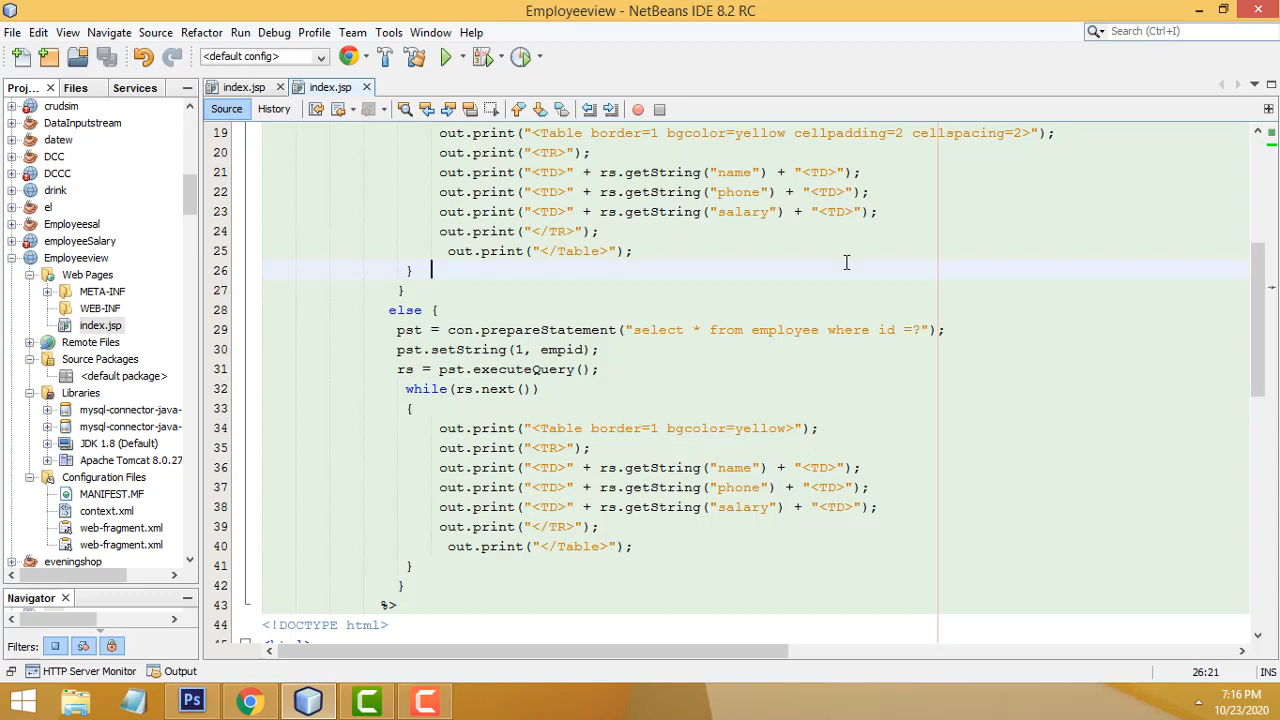 Employeeview - NetBeans IDE 8.2 RC
File Edit View Navigate Source Refactor Run Debug Profile Team Tools Window Help
Search (Ctrl+I)
<default config>
Proj... Files Services
index.jsp index.jsp
Source History
crudsim
DataInputstream
datew
DCC
DCCC
drink
el
Employeesal
employeeSalary
Employeeview
Web Pages
META-INF
WEB-INF
index.jsp
Remote Files
Source Packages
<default package>
Libraries
mysql-connector-java-
mysql-connector-java-
JDK 1.8 (Default)
Apache Tomcat 8.0.27
Configuration Files
MANIFEST.MF
context.xml
web-fragment.xml
web-fragment.xml
eveningshop
Navigator
Filters:
19 out.print("<Table border=1 bgcolor=yellow cellpadding=2 cellspacing=2>");
20 out.print("<TR>");
21 out.print("<TD>" + rs.getString("name") + "<TD>");
22 out.print("<TD>" + rs.getString("phone") + "<TD>");
23 out.print("<TD>" + rs.getString("salary") + "<TD>");
24 out.print("</TR>");
25 out.print("</Table>");
26 }
27 }
28 else {
29 pst = con.prepareStatement("select * from employee where id =?");
30 pst.setString(1, empid);
31 rs = pst.executeQuery();
32 while(rs.next())
33 {
34 out.print("<Table border=1 bgcolor=yellow>");
35 out.print("<TR>");
36 out.print("<TD>" + rs.getString("name") + "<TD>");
37 out.print("<TD>" + rs.getString("phone") + "<TD>");
38 out.print("<TD>" + rs.getString("salary") + "<TD>");
39 out.print("</TR>");
40 out.print("</Table>");
41 }
42 }
43 %>
44 <!DOCTYPE html>
HTTP Server Monitor Output
26:21 INS
Ps
7:16 PM
10/23/2020